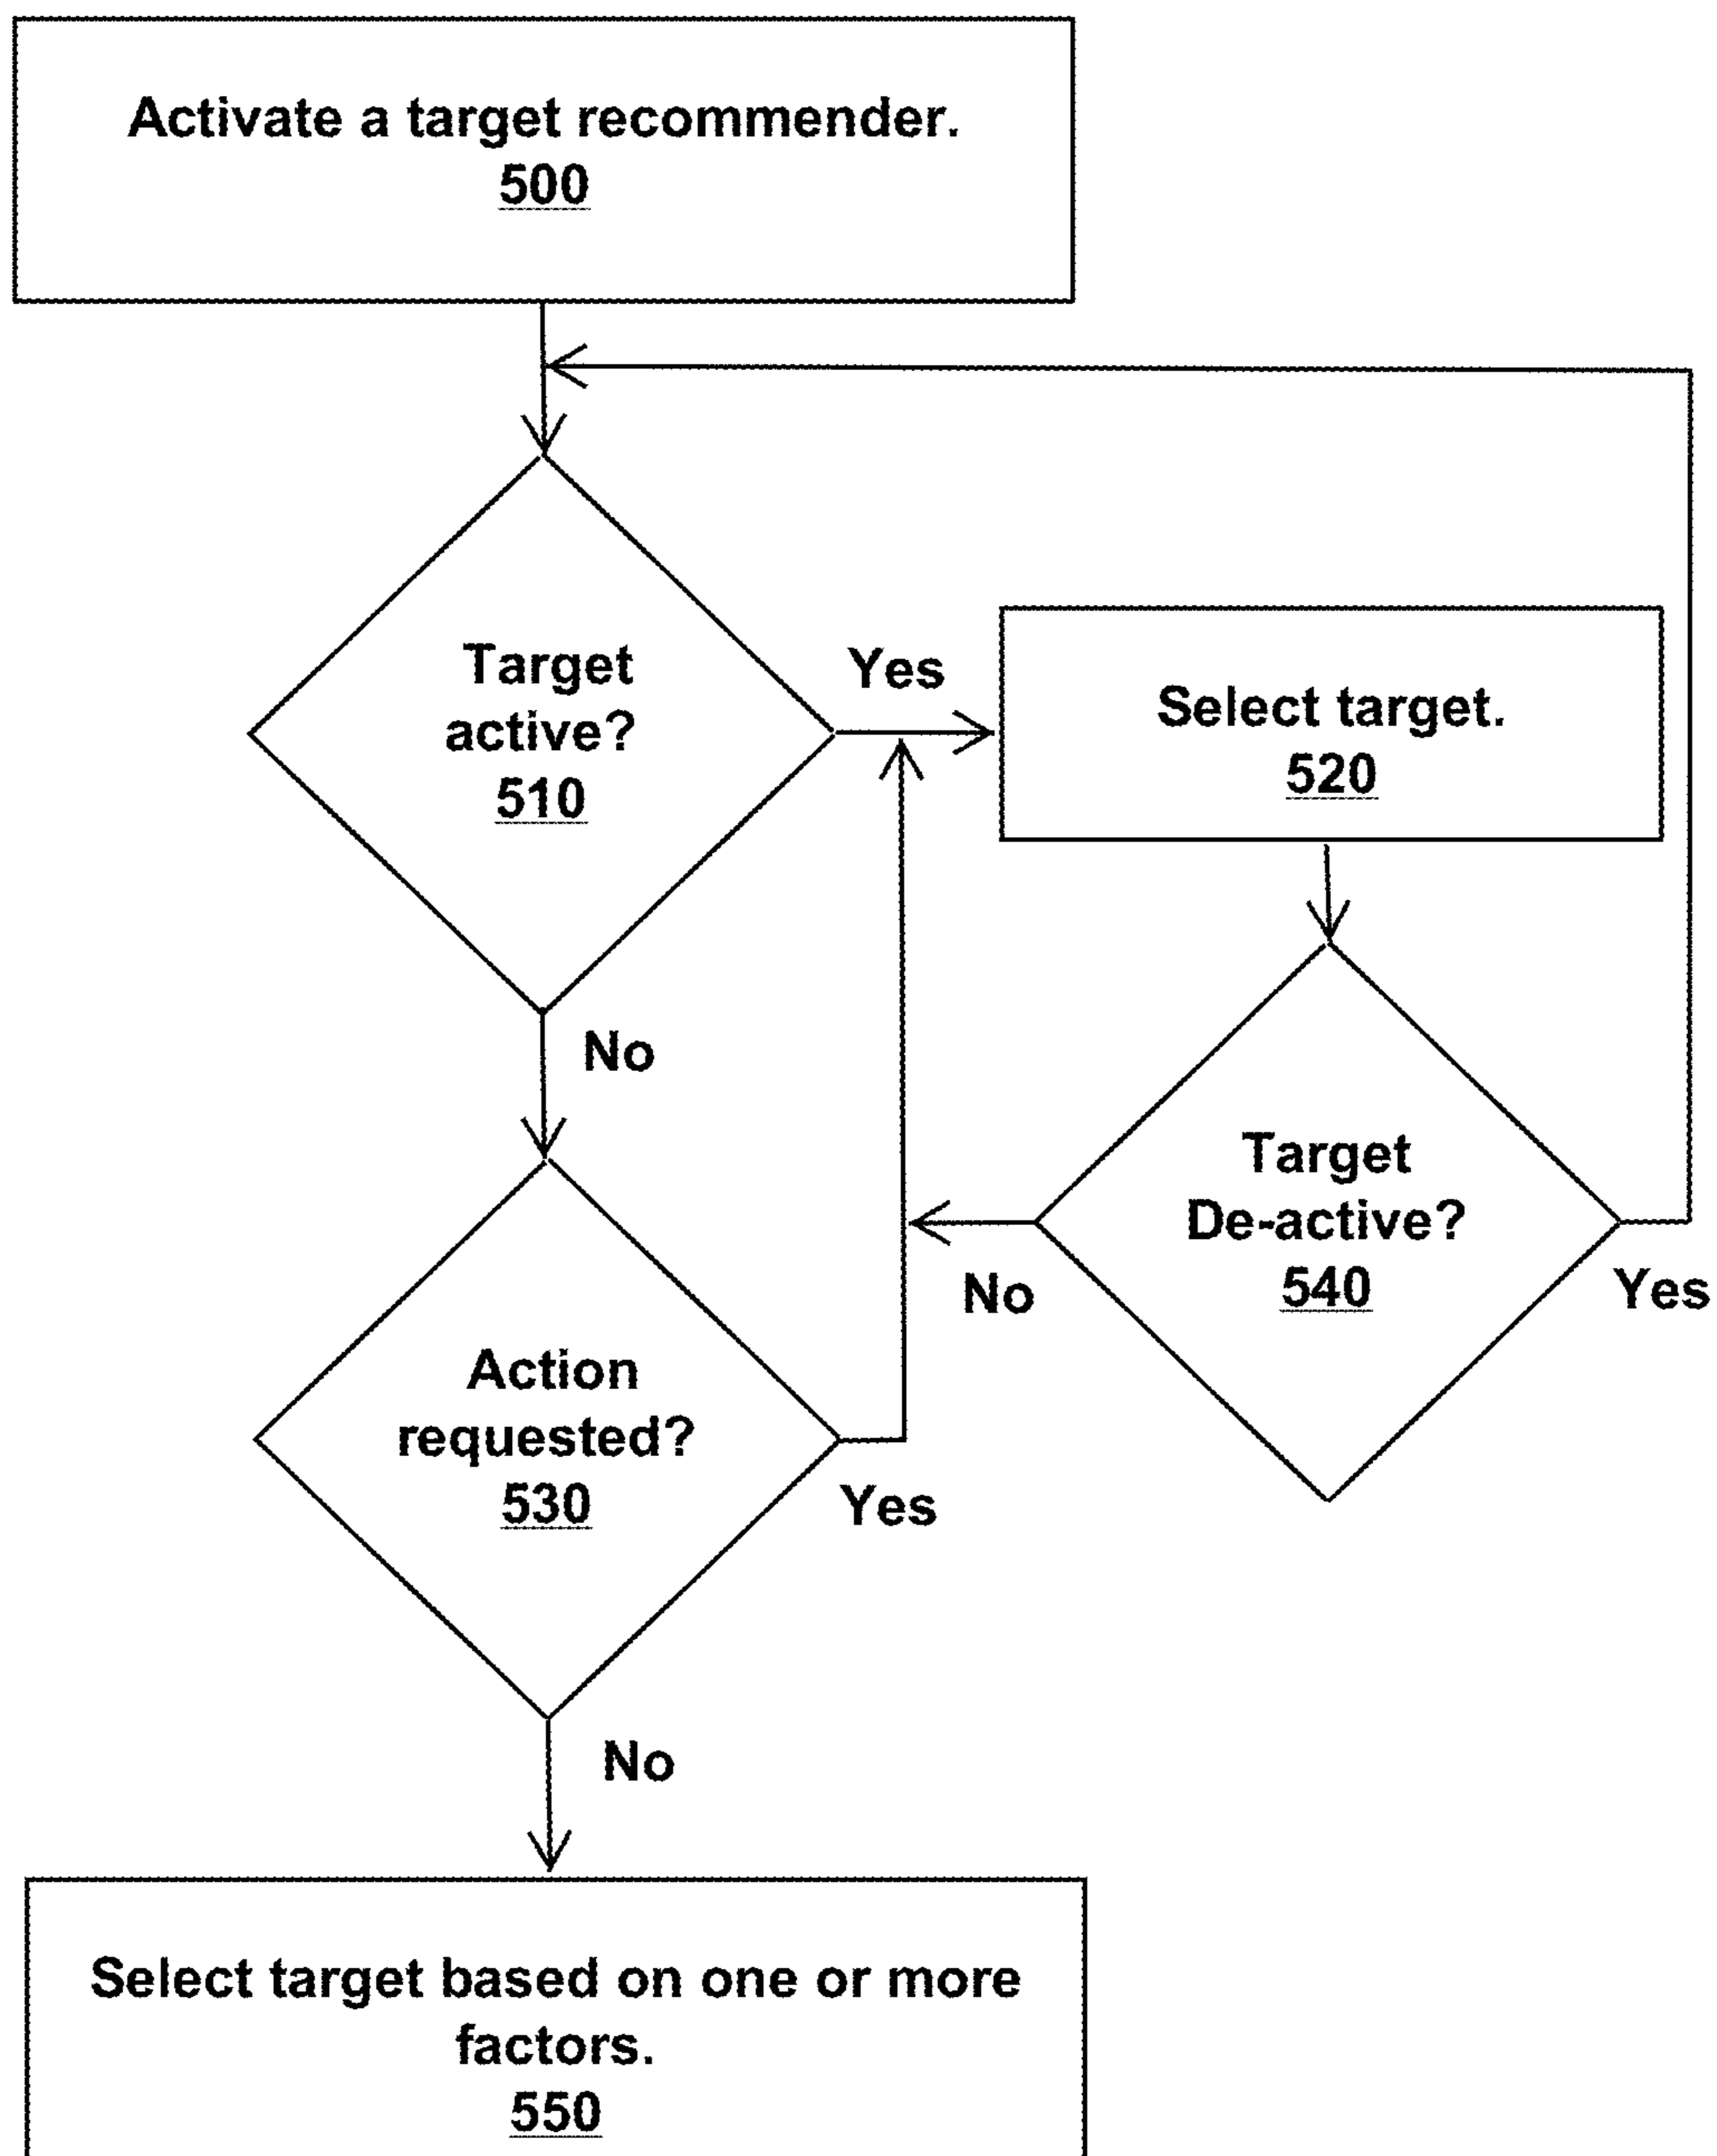 Activate a target recommender.
500
Target
active?
510
Yes
Select target.
520
No
Target
De-active?
540
No
Yes
Action
requested?
530
Yes
No
Select target based on one or more
factors.
550